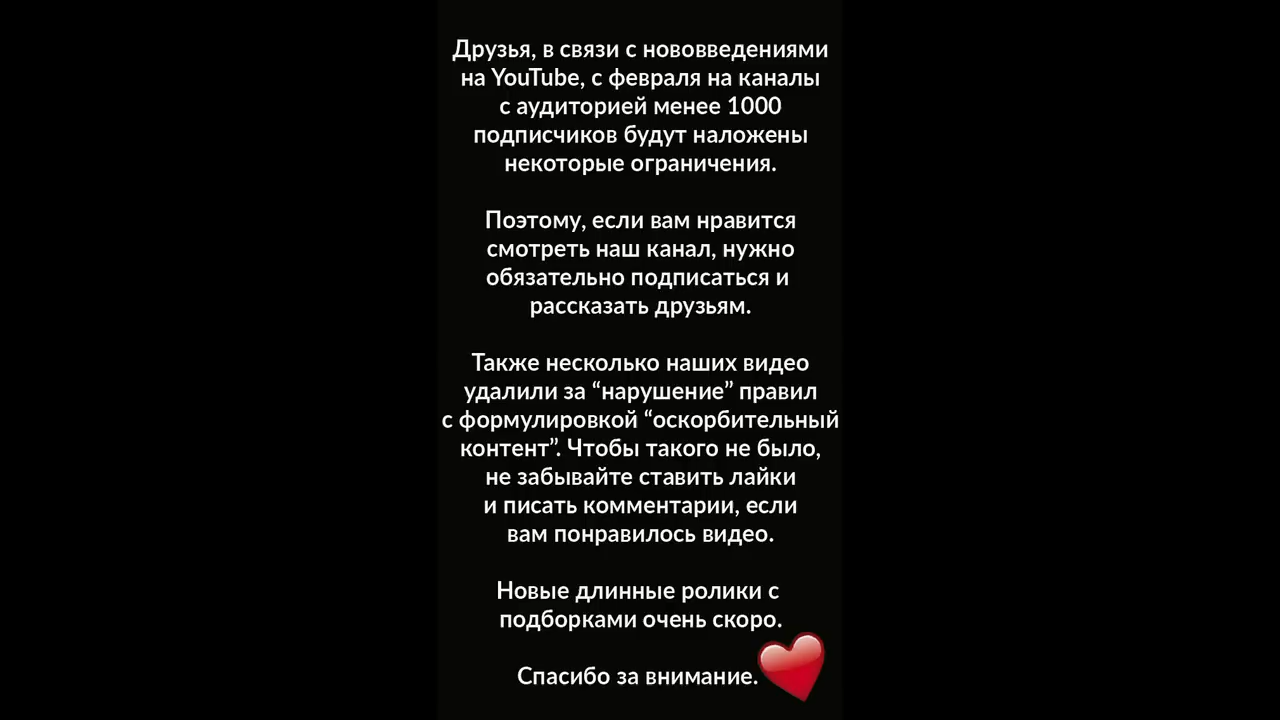 Друзья, в связи с нововведениями
на YouTube, с февраля на каналы
с аудиторией менее 1000
подписчиков будут наложены
некоторые ограничения.
Поэтому, если вам нравится
смотреть наш канал, нужно
обязательно подписаться и
рассказать друзьям.
Также несколько наших видео
удалили за “нарушение” правил
с формулировкой “оскорбительный
контент”. Чтобы такого не было,
не забывайте ставить лайки
и писать комментарии, если
вам понравилось видео.
Новые длинные ролики с
подборками очень скоро.
Спасибо за внимание.